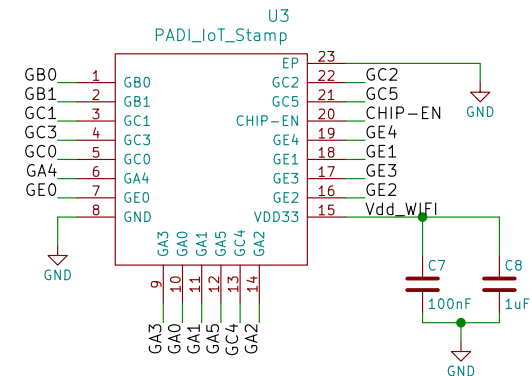 U3
PADI_IoT_Stamp
EP 23
GB0 1 GB0 GC2 22 GC2
GB1 2 GB1 GC5 21 GC5
GC1 3 GC1 CHIP-EN 20 CHIP-EN
GC3 4 GC3 GE4 19 GE4
GC0 5 GC0 GE1 18 GE1
GA4 6 GA4 GE3 17 GE3
GE0 7 GE0 GE2 16 GE2
8 GND VDD33 15 Vdd_WIFI
GND
GND
GA3 GA0 GA1 GA5 GC4 GA2
9 10 11 12 13 14
GA3 GA0 GA1 GA5 GC4 GA2
C7 C8
100nF 1uF
GND